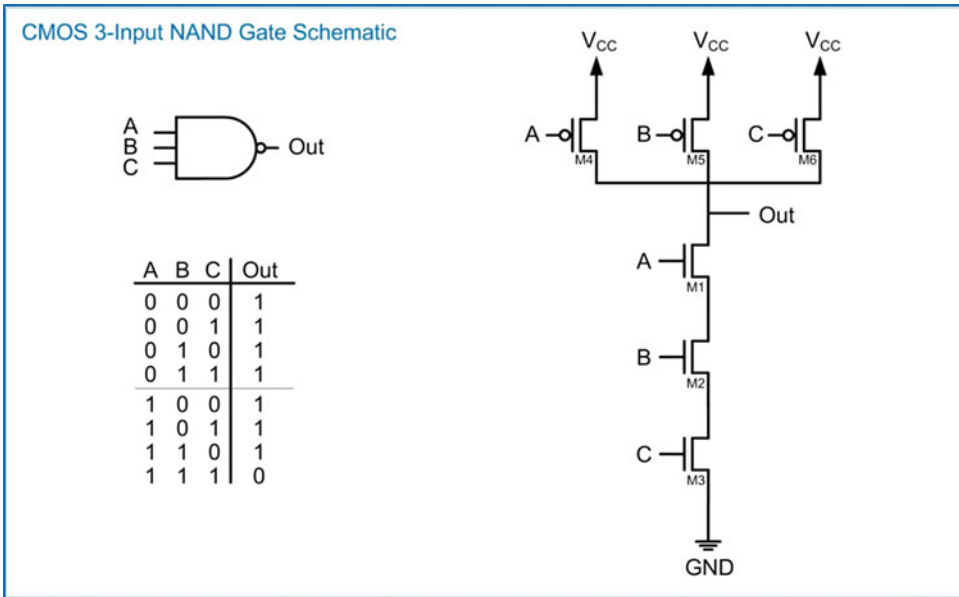 CMOS 3-Input NAND Gate Schematic
A
B
C
Out
A B C Out
0 0 0 1
0 0 1 1
0 1 0 1
0 1 1 1
1 0 0 1
1 0 1 1
1 1 0 1
1 1 1 0
VCC VCC VCC
A B C
M4 M5 M6
Out
A
M1
B
M2
C
M3
GND